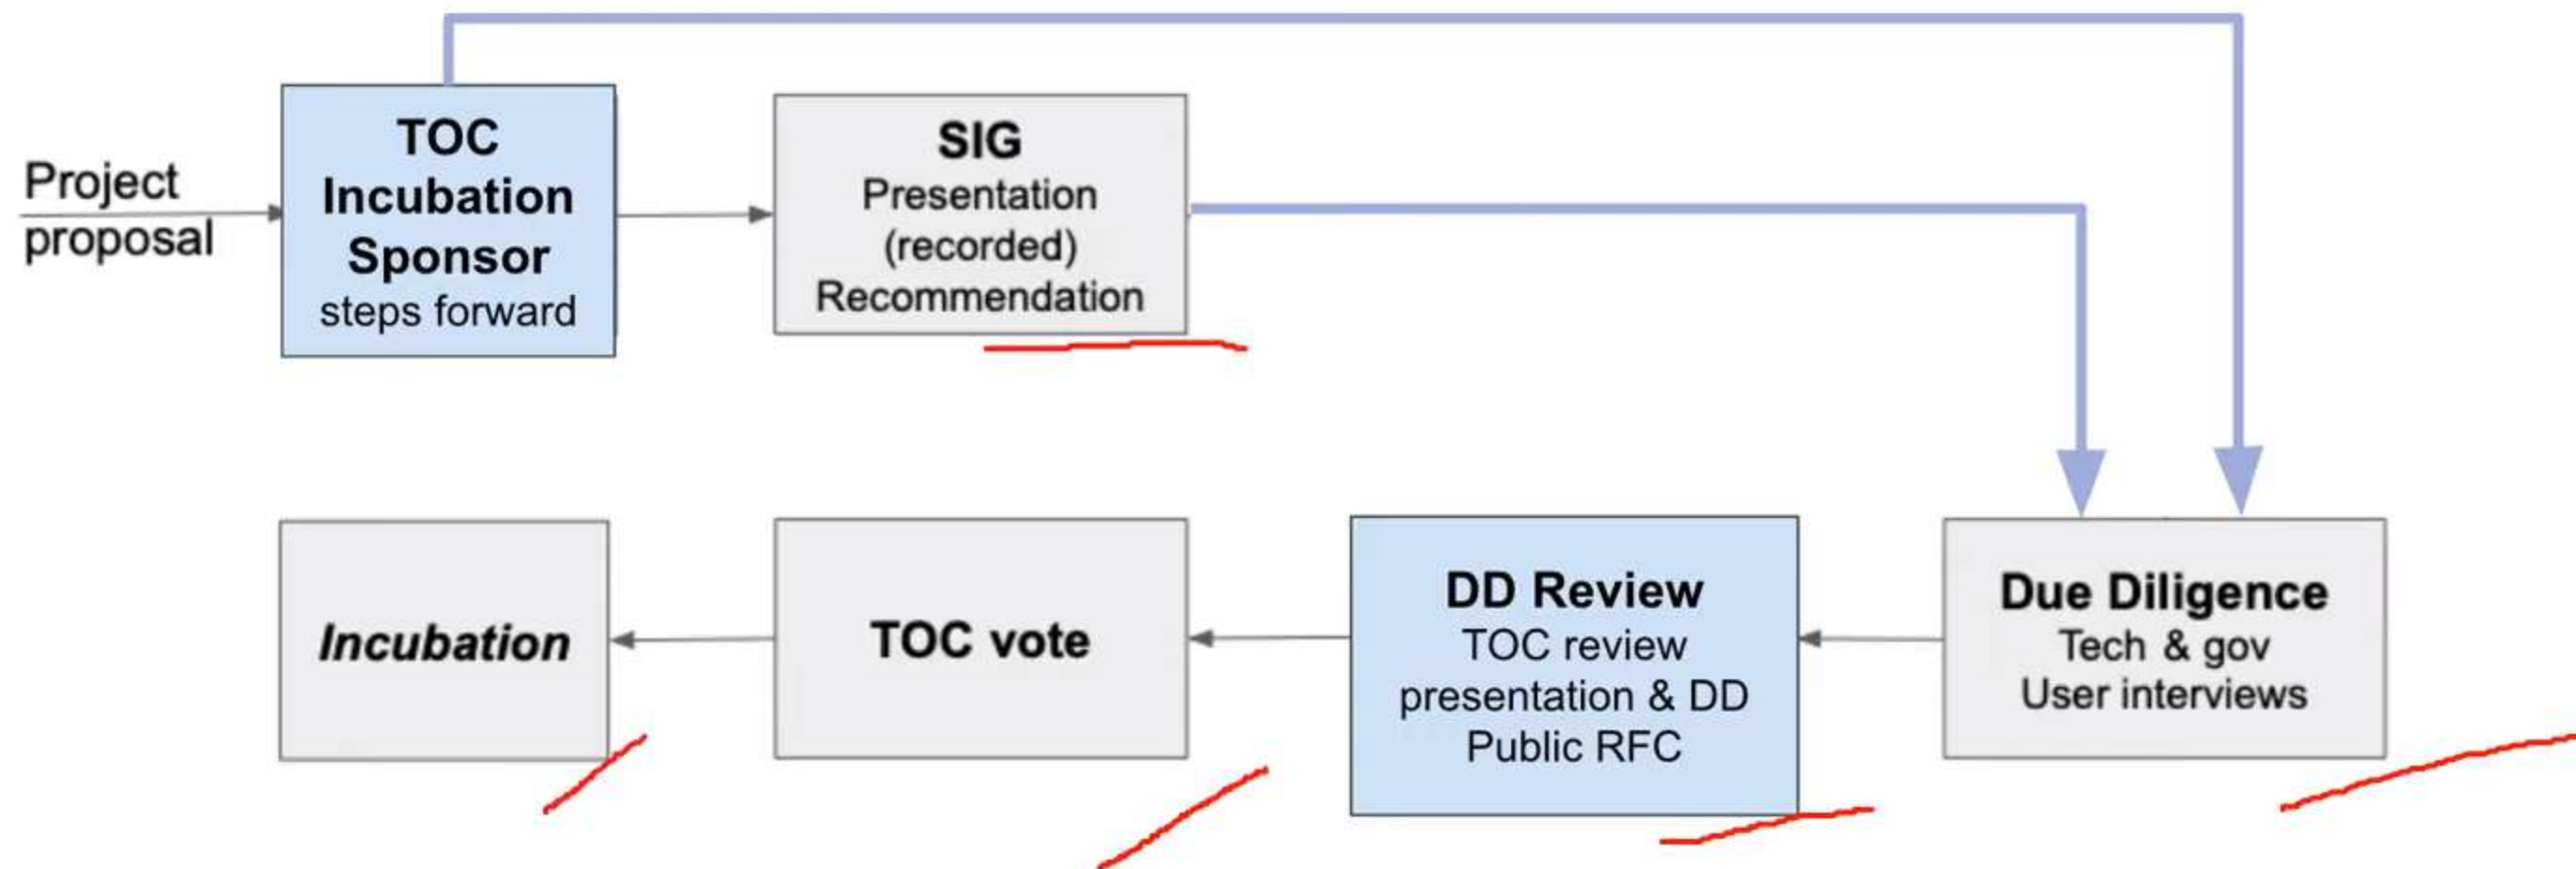 Project
proposal
TOC
Incubation
Sponsor
steps forward
SIG
Presentation
(recorded)
Recommendation
Incubation
TOC vote
DD Review
TOC review
presentation & DD
Public RFC
Due Diligence
Tech & gov
User interviews